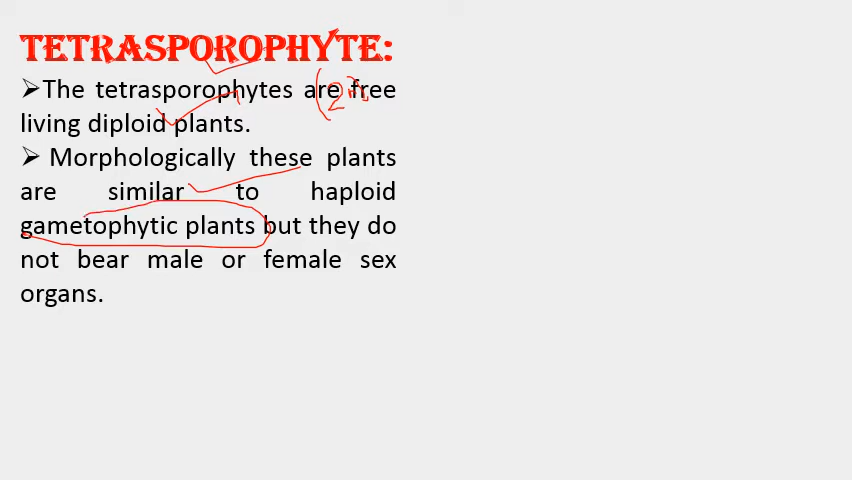 TETRASPOROPHYTE:
➢The tetrasporophytes are free
living diploid plants.
➢ Morphologically these plants
are similar to haploid
gametophytic plants but they do
not bear male or female sex
organs.
(2n